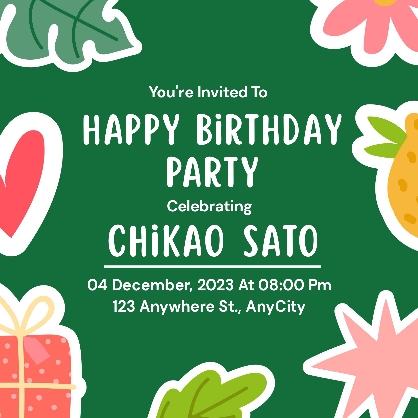 You're Invited To
HAPPY BiRTHDAY
PARTY
Celebrating
CHiKAO SATO
04 December, 2023 At 08:00 Pm
123 Anywhere St., AnyCity